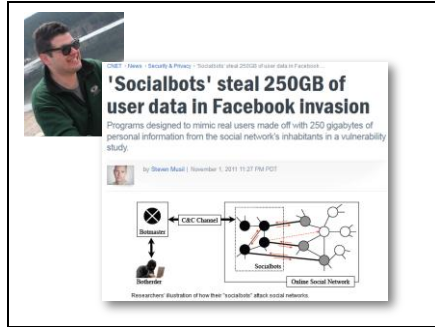 CNET › News › Security & Privacy › 'Socialbots' steal 250GB of user data in Facebook...
'Socialbots' steal 250GB of
user data in Facebook invasion
Programs designed to mimic real users made off with 250 gigabytes of
personal information from the social network's inhabitants in a vulnerability
study.
by Steven Musil | November 1, 2011 11:27 PM PDT
C&C Channel
Botmaster
Botherder
Socialbots
Online Social Network
Researchers' illustration of how their "socialbots" attack social networks.